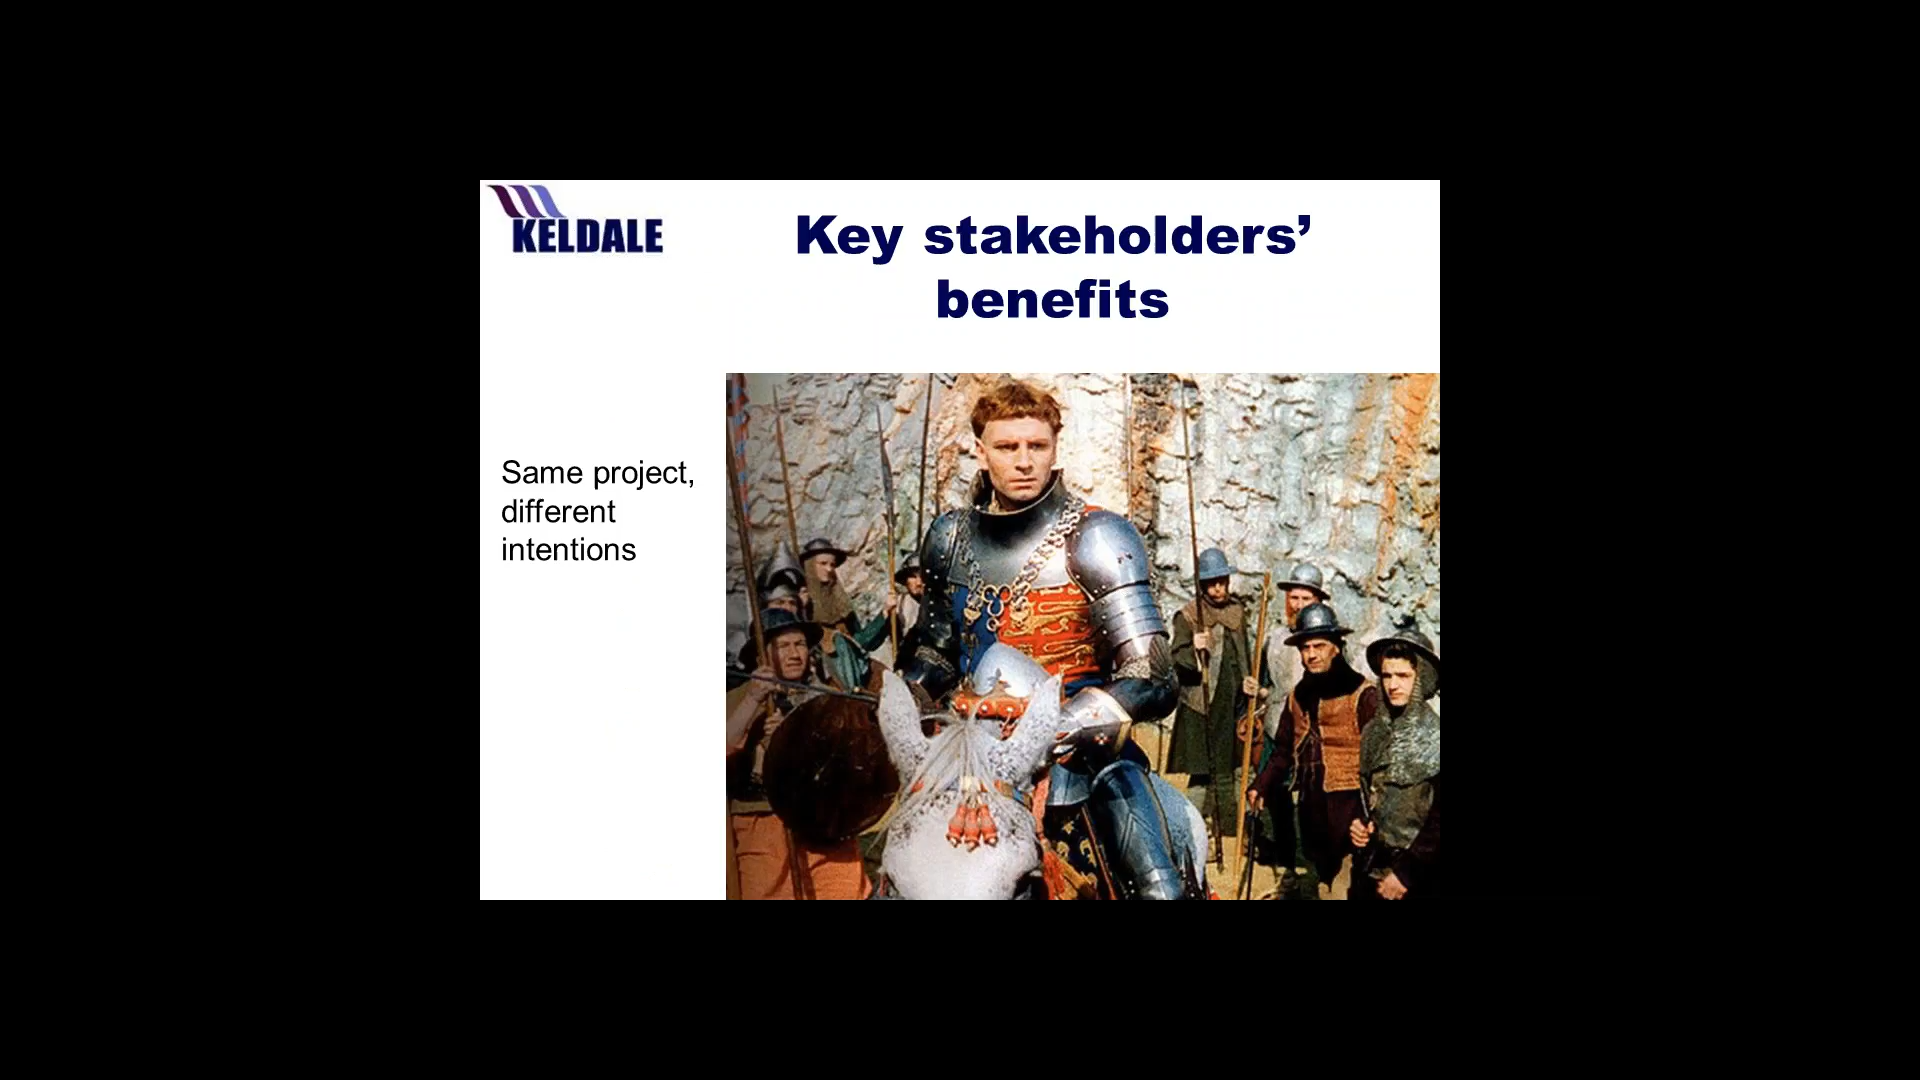 KELDALE
Key stakeholders’
benefits
Same project,
different
intentions